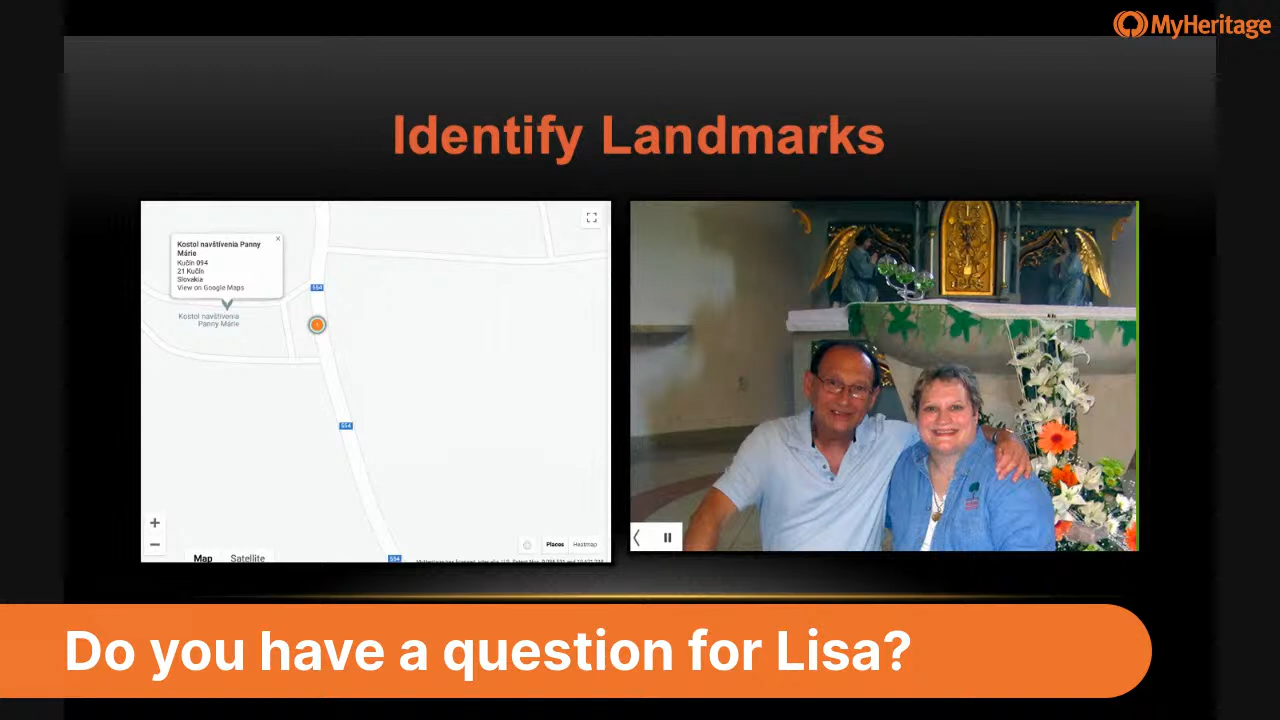 MyHeritage
Identify Landmarks
Kostol navštívenia Panny
Márie
Kučín 094
21 Kučín
Slovakia
View on Google Maps
Kostol navštívenia
Panny Márie
554
554
554
Places
Heatmap
Map
Satellite
Do you have a question for Lisa?